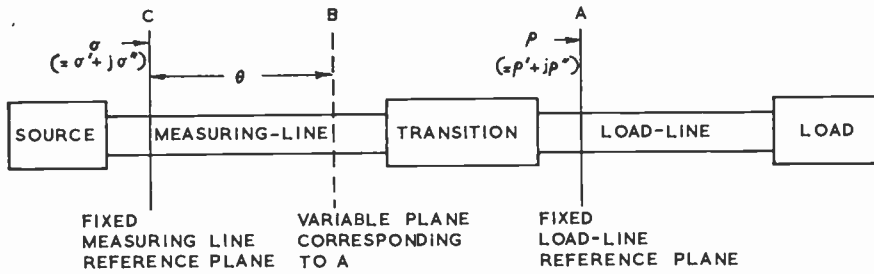 C B A
σ ρ
(=σ'+jσ") (=ρ'+jρ")
θ
SOURCE MEASURING-LINE TRANSITION LOAD-LINE LOAD
FIXED VARIABLE PLANE FIXED
MEASURING LINE CORRESPONDING LOAD-LINE
REFERENCE PLANE TO A REFERENCE PLANE